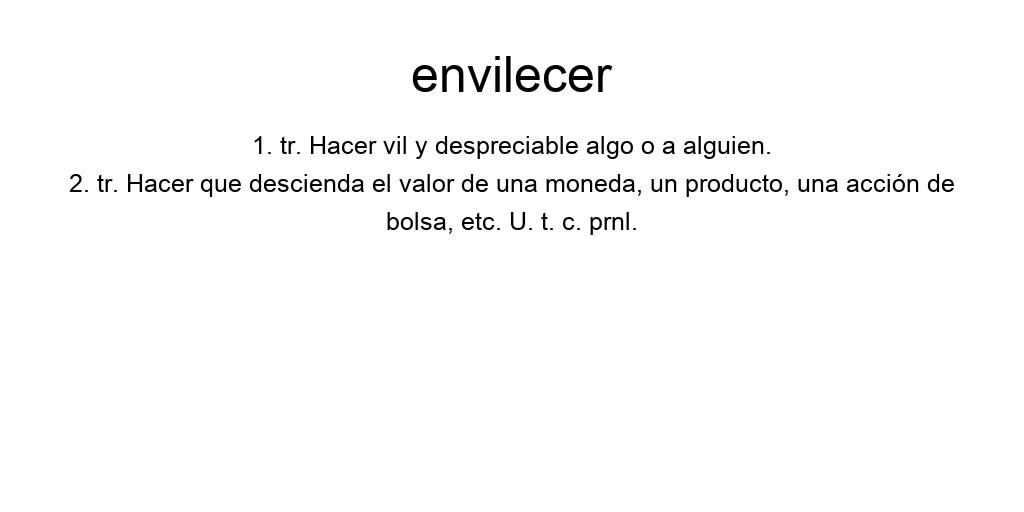 envilecer
1. tr. Hacer vil y despreciable algo o a alguien.
2. tr. Hacer que descienda el valor de una moneda, un producto, una acción de
bolsa, etc. U. t. c. prnl.